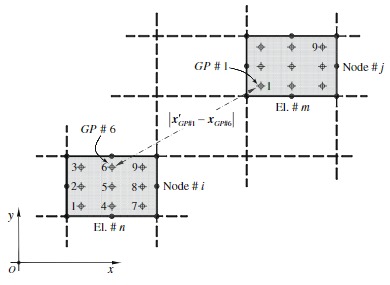 9
GP # 1
Node # j
1
El. # m
|x'GP#1 − xGP#6|
GP # 6
3 6 9
2 5 8 Node # i
1 4 7
El. # n
y
O x